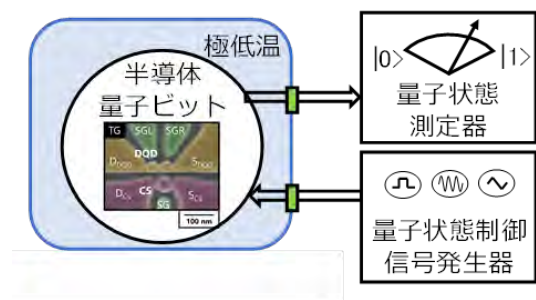 極低温
半導体
量子ビット
TG SGL SGR
DQD
D_DQD S_DQD
D_CS CS S_CS
SG
100 nm
|0> |1>
量子状態
測定器
量子状態制御
信号発生器